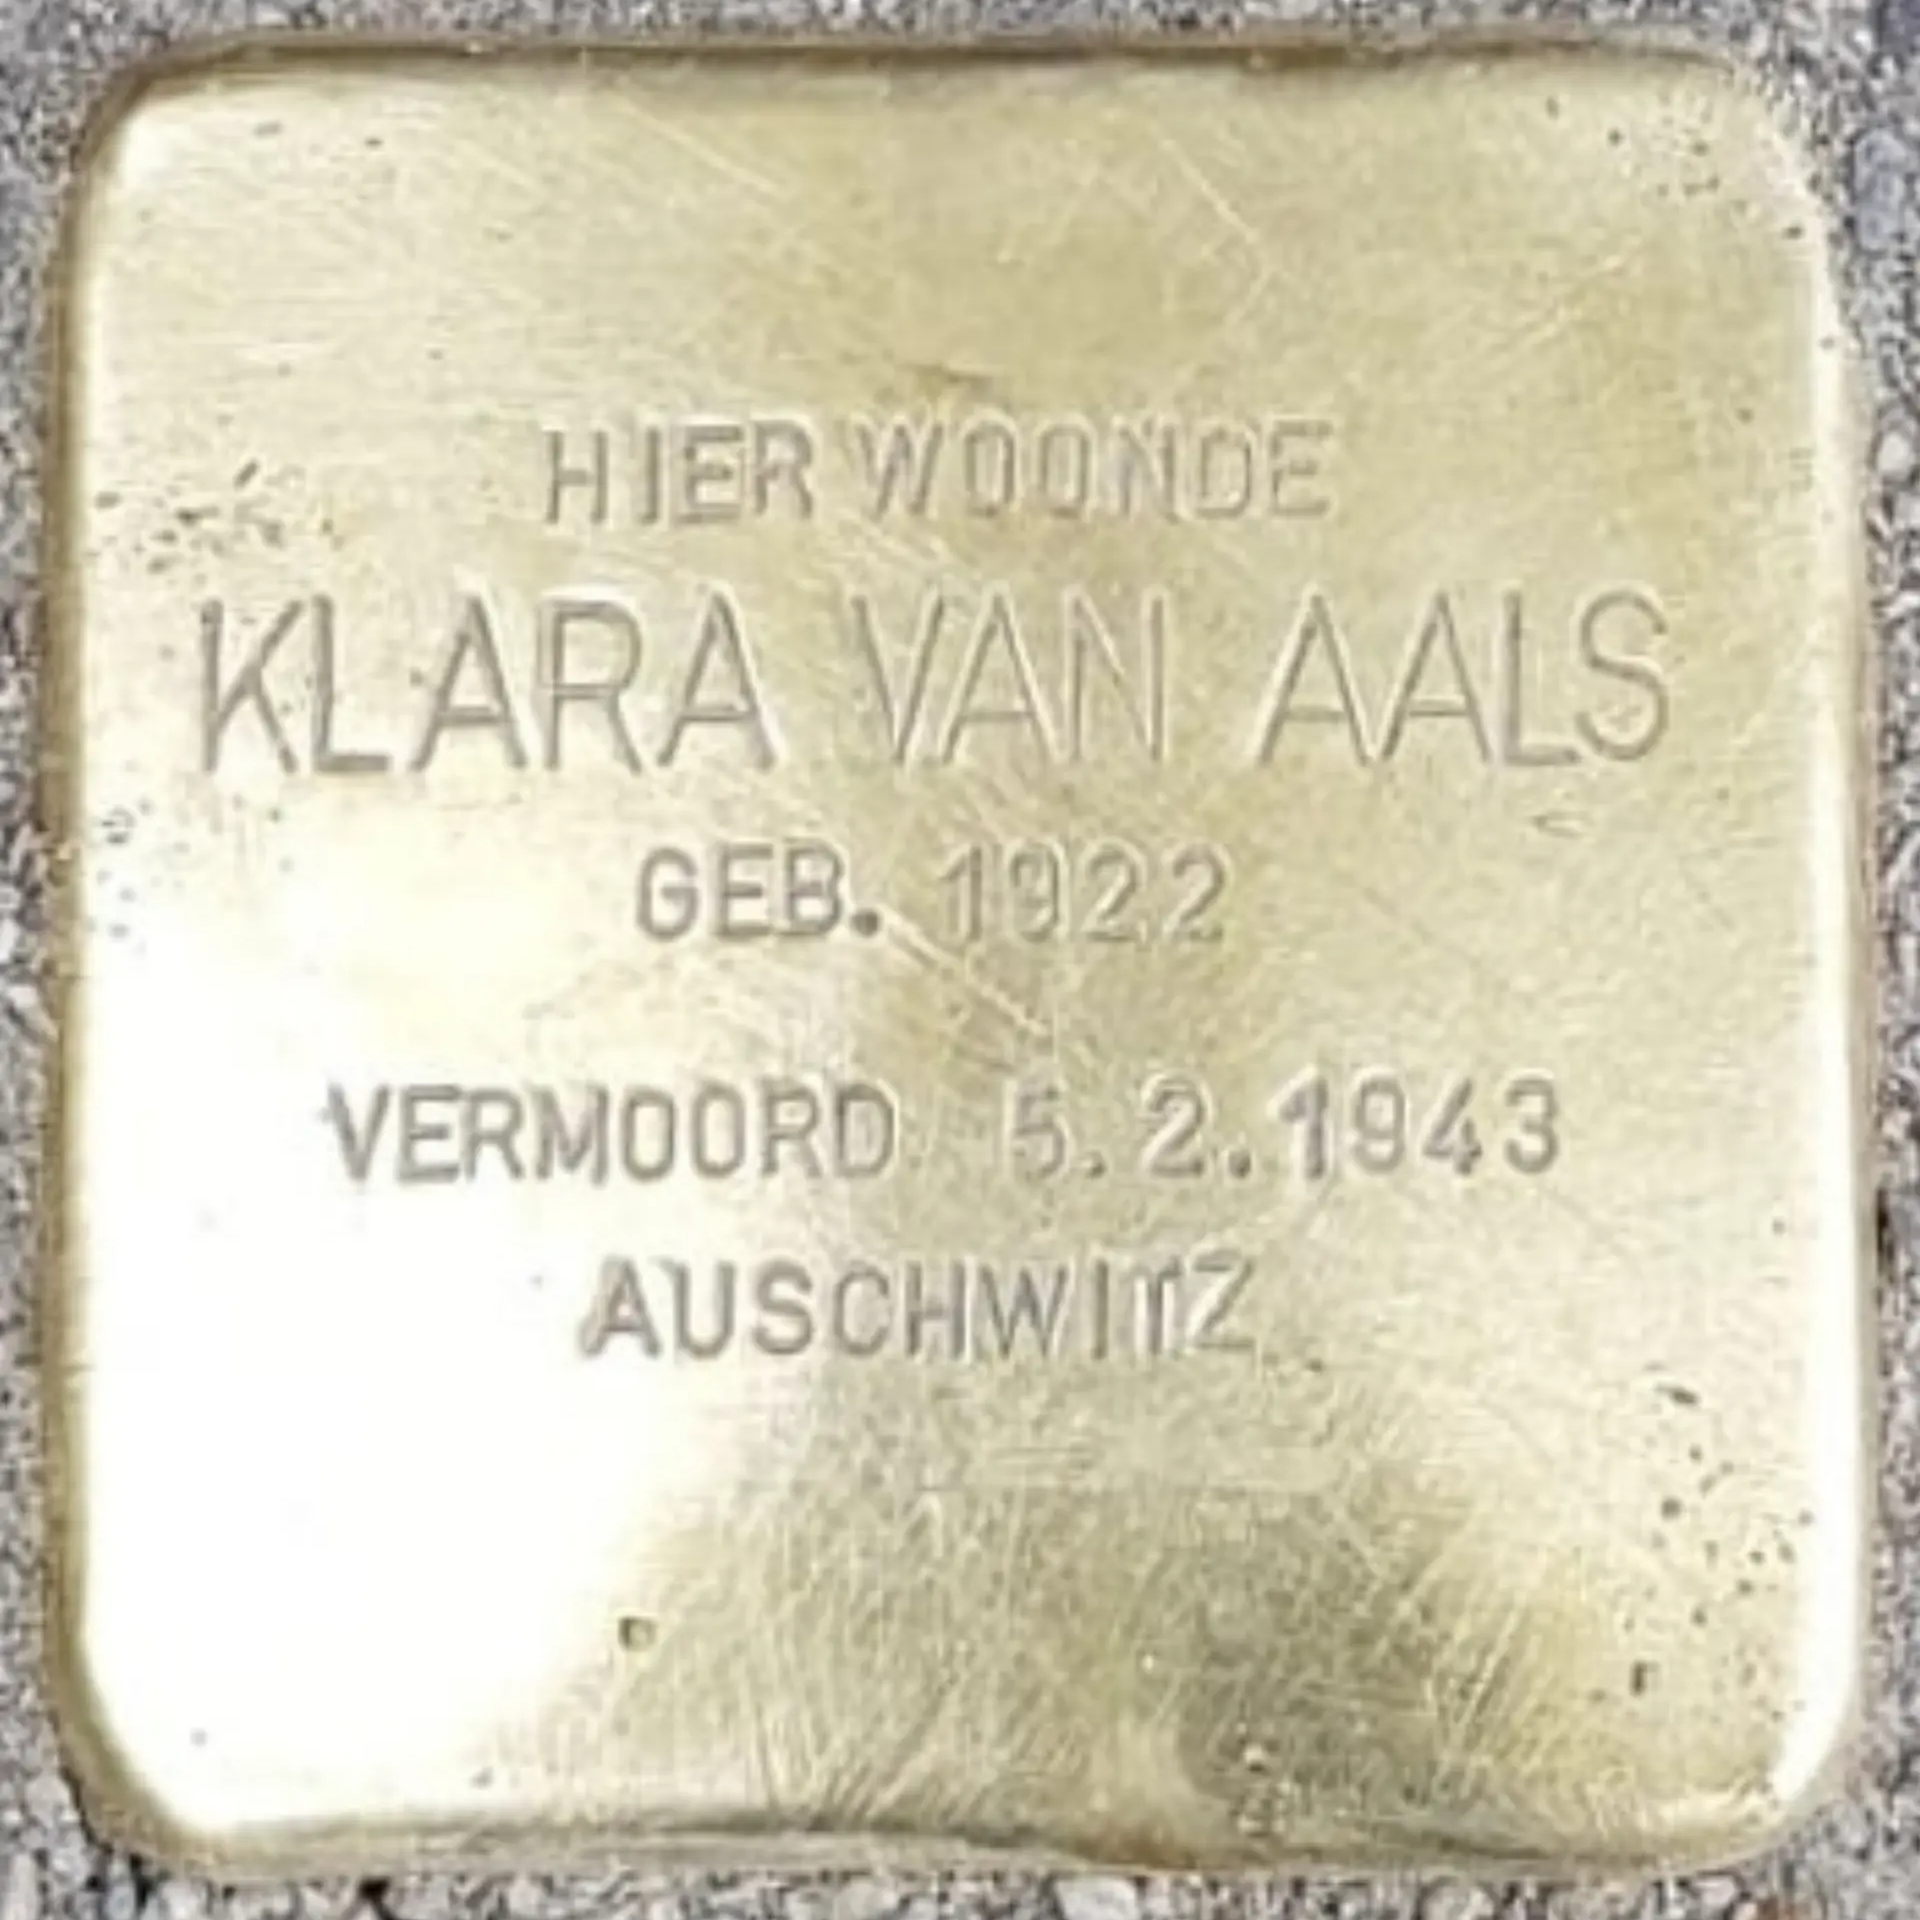 HIER WOONDE
KLARA VAN AALS
GEB. 1922
VERMOORD 5.2.1943
AUSCHWITZ